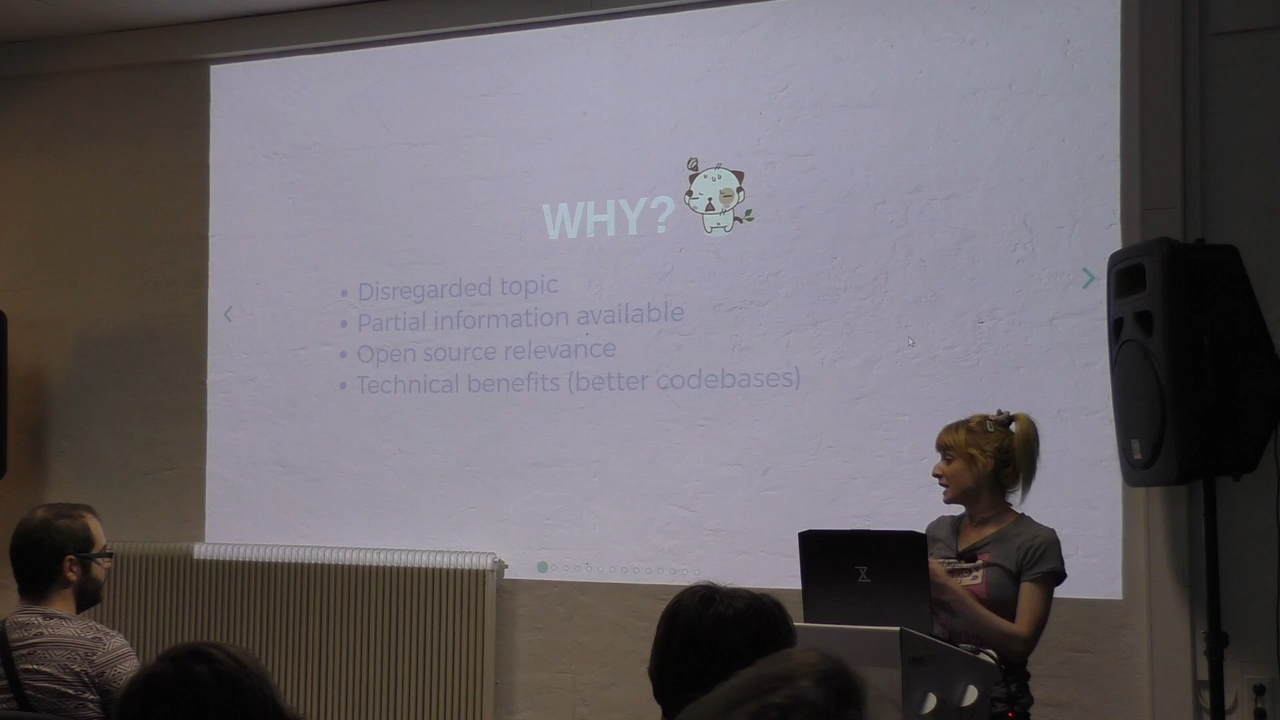 WHY?
• Disregarded topic
• Partial information available
• Open source relevance
• Technical benefits (better codebases)